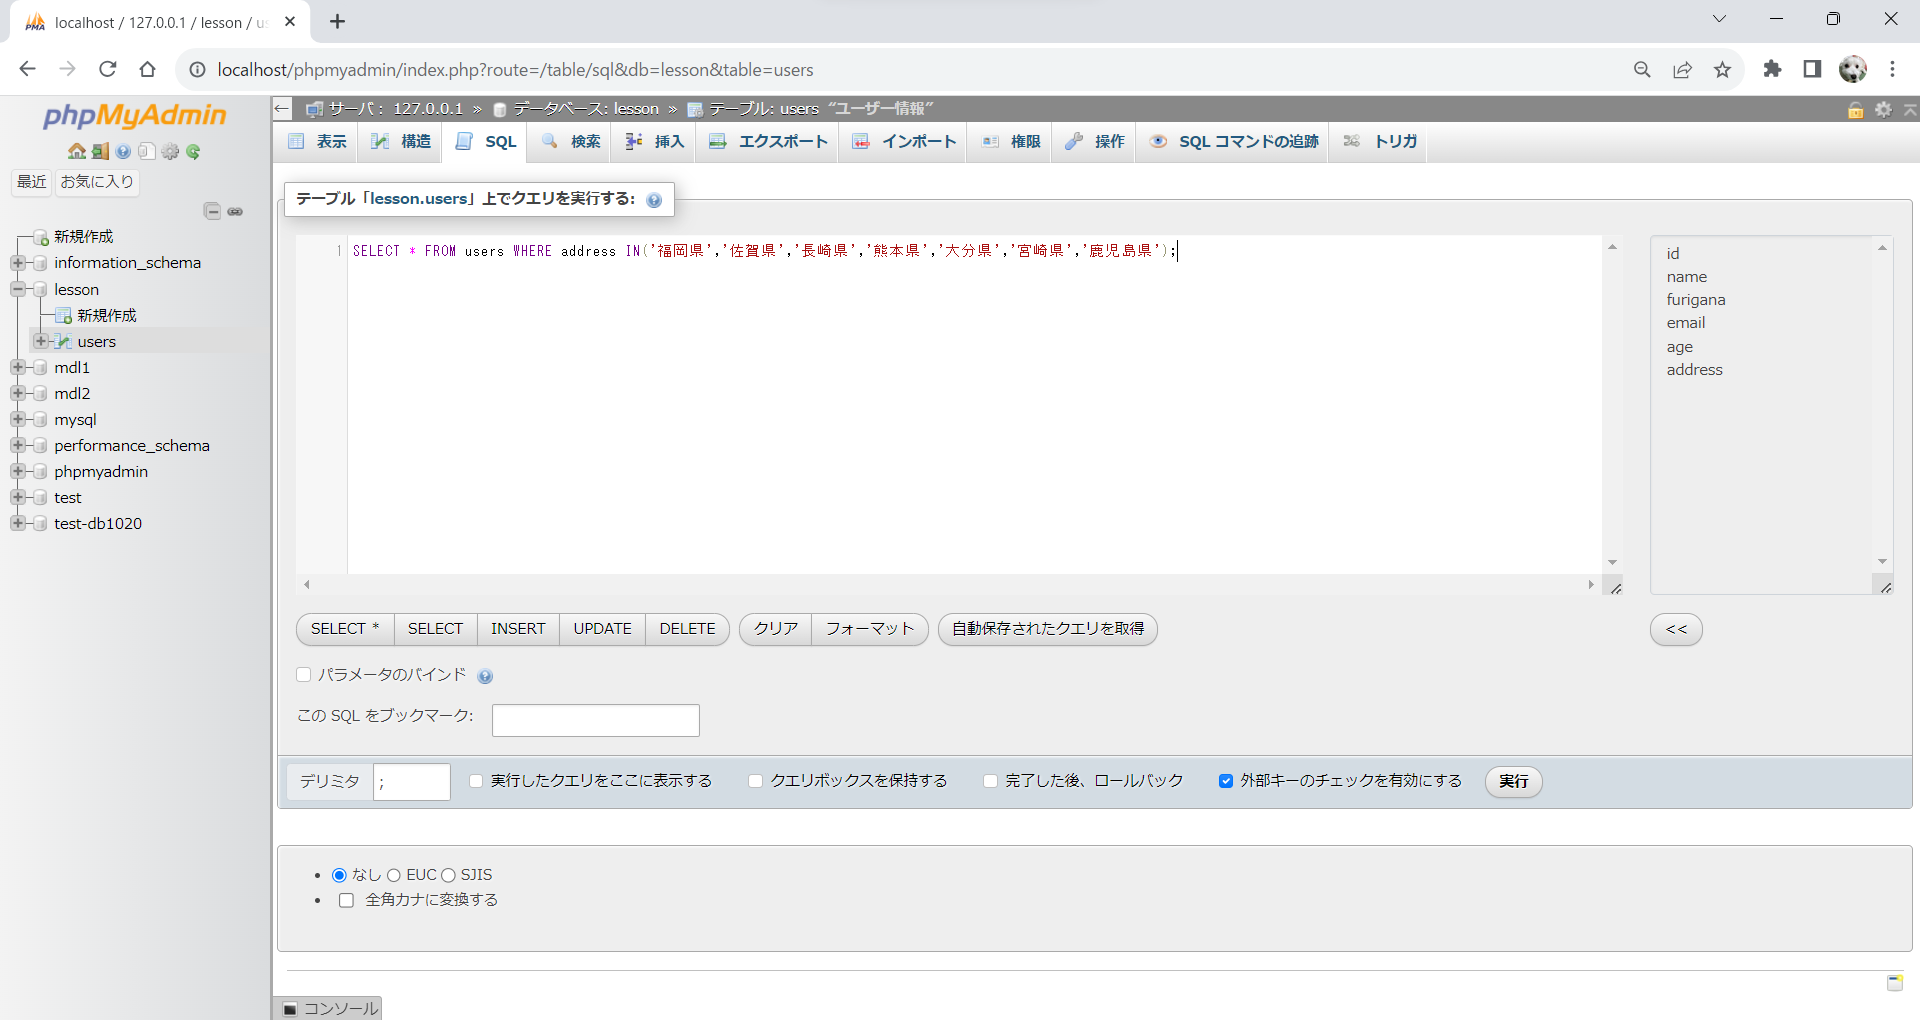 localhost / 127.0.0.1 / lesson / us
localhost/phpmyadmin/index.php?route=/table/sql&db=lesson&table=users
phpMyAdmin
最近 お気に入り
新規作成
information_schema
lesson
新規作成
users
mdl1
mdl2
mysql
performance_schema
phpmyadmin
test
test-db1020
サーバ: 127.0.0.1 » データベース: lesson » テーブル: users "ユーザー情報"
表示 構造 SQL 検索 挿入 エクスポート インポート 権限 操作 SQL コマンドの追跡 トリガ
テーブル「lesson.users」上でクエリを実行する:
1 SELECT * FROM users WHERE address IN('福岡県','佐賀県','長崎県','熊本県','大分県','宮崎県','鹿児島県');
id
name
furigana
email
age
address
SELECT * SELECT INSERT UPDATE DELETE クリア フォーマット 自動保存されたクエリを取得 <<
パラメータのバインド
この SQL をブックマーク:
デリミタ ; 実行したクエリをここに表示する クエリボックスを保持する 完了した後、ロールバック 外部キーのチェックを有効にする 実行
なし EUC SJIS
全角カナに変換する
コンソール